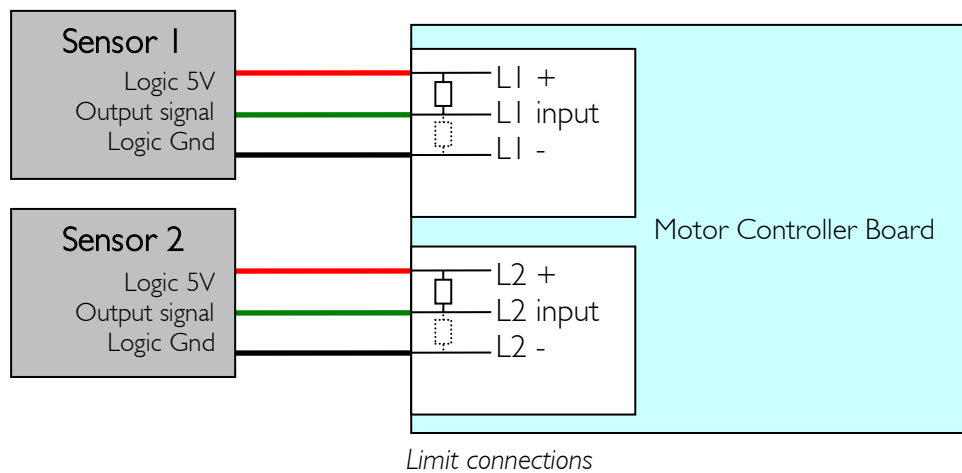 Sensor 1
Logic 5V
Output signal
Logic Gnd
L1 +
L1 input
L1 -
Motor Controller Board
Sensor 2
Logic 5V
Output signal
Logic Gnd
L2 +
L2 input
L2 -
Limit connections